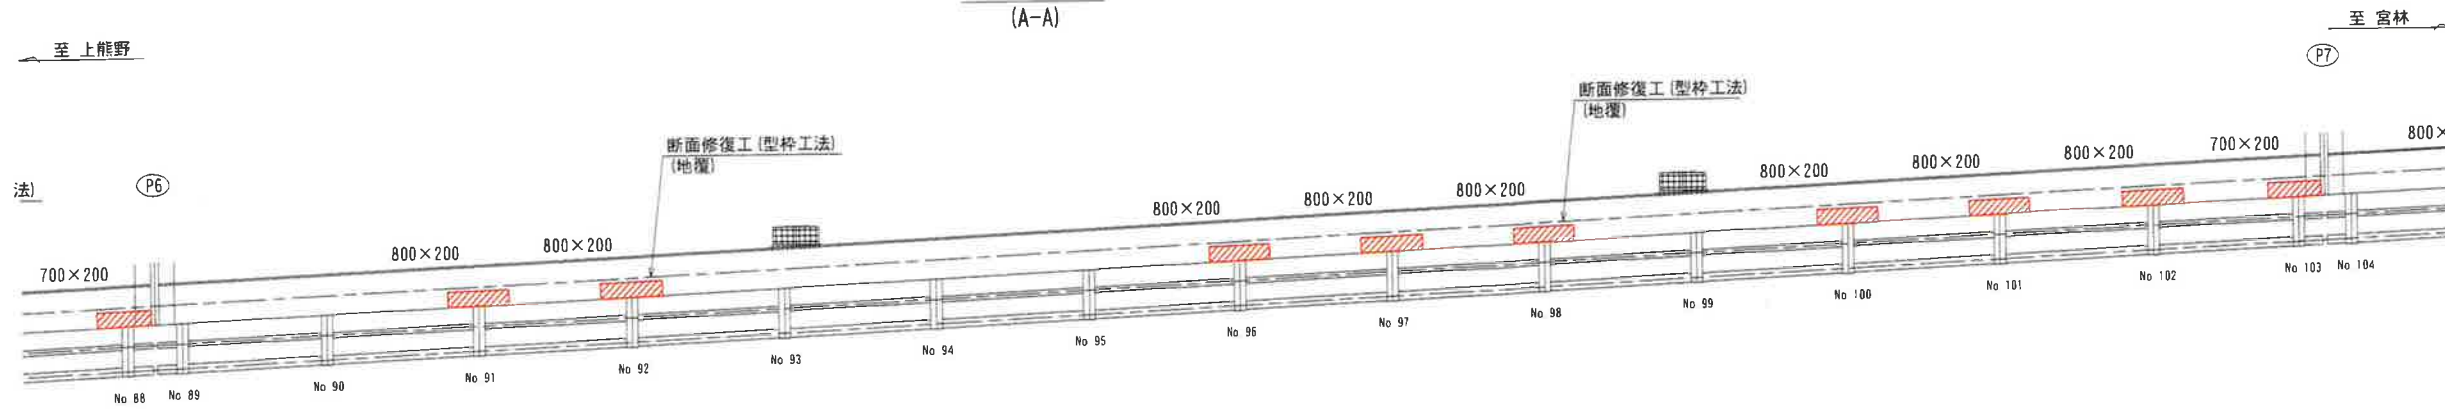 (A-A)
至 上熊野
至 宮林
P7
断面修復工(型枠工法)
(地覆)
断面修復工(型枠工法)
(地覆)
法)
P6
700×200
800×200
800×200
800×200
800×200
800×200
800×200
800×200
800×200
700×200
800×
No 88
No 89
No 90
No 91
No 92
No 93
No 94
No 95
No 96
No 97
No 98
No 99
No 100
No 101
No 102
No 103
No 104